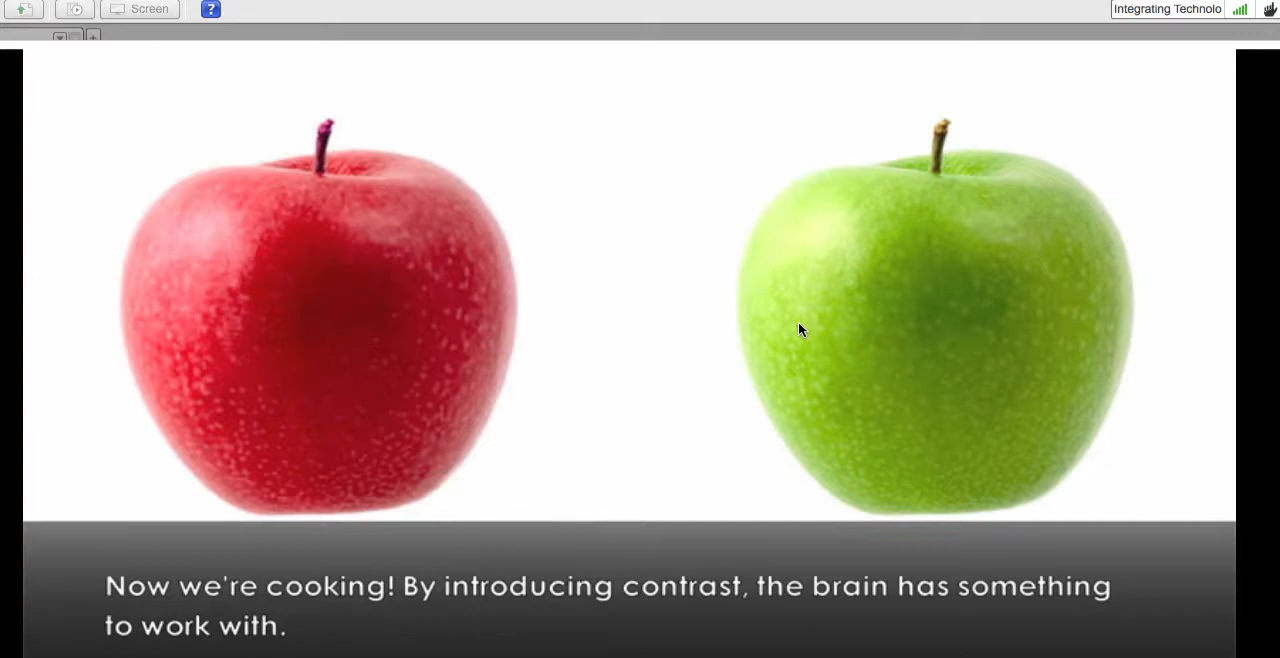 Screen
?
Integrating Technolo
Now we're cooking! By introducing contrast, the brain has something
to work with.